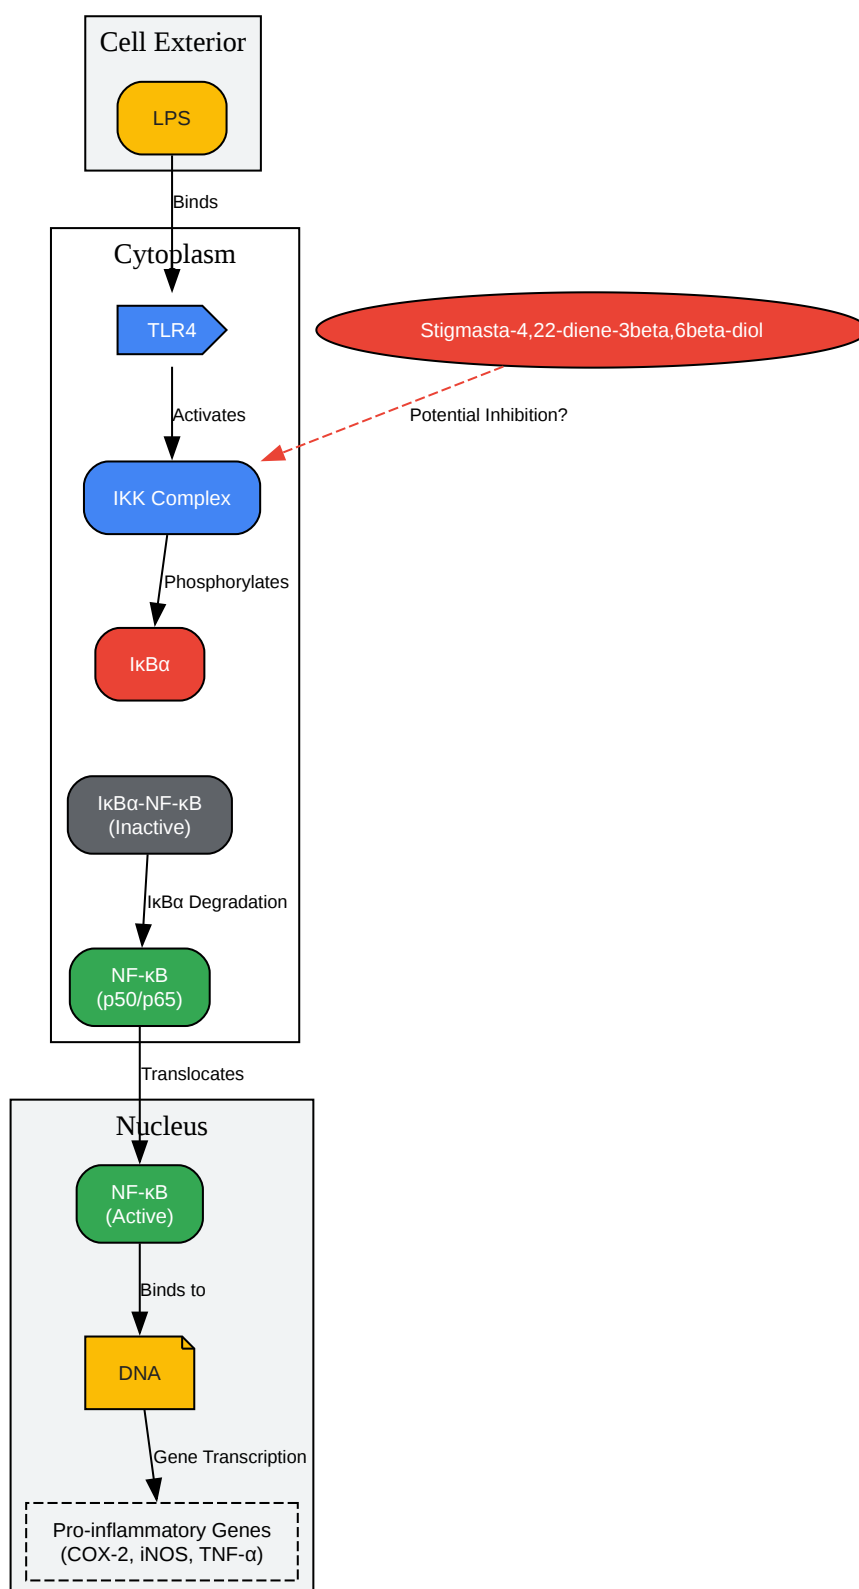 Cell Exterior
LPS
Binds
Cytoplasm
TLR4
Stigmasta-4,22-diene-3beta,6beta-diol
Activates
Potential Inhibition?
IKK Complex
Phosphorylates
IκBα
IκBα-NF-κB
(Inactive)
IκBα Degradation
NF-κB
(p50/p65)
Translocates
Nucleus
NF-κB
(Active)
Binds to
DNA
Gene Transcription
Pro-inflammatory Genes
(COX-2, iNOS, TNF-α)